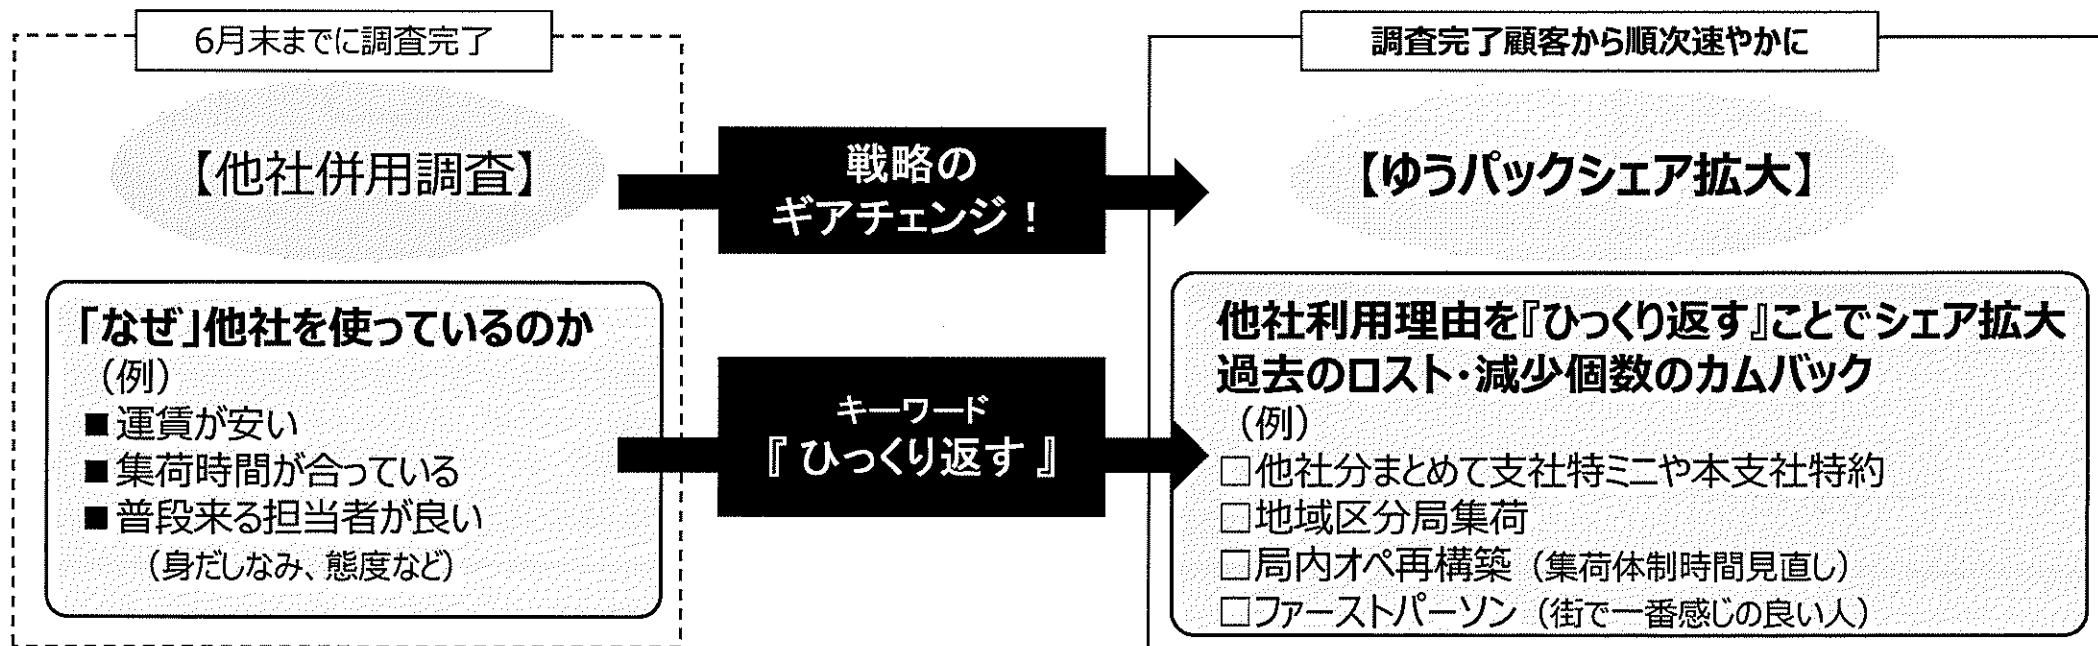 6月末までに調査完了
【他社併用調査】
「なぜ」他社を使っているのか
（例）
■運賃が安い
■集荷時間が合っている
■普段来る担当者が良い
（身だしなみ、態度など）
戦略の
ギアチェンジ！
キーワード
『ひっくり返す』
調査完了顧客から順次速やかに
【ゆうパックシェア拡大】
他社利用理由を『ひっくり返す』ことでシェア拡大
過去のロスト・減少個数のカムバック
（例）
□他社分まとめて支社特ミニや本支社特約
□地域区分局集荷
□局内オペ再構築（集荷体制時間見直し）
□ファーストパーソン（街で一番感じの良い人）